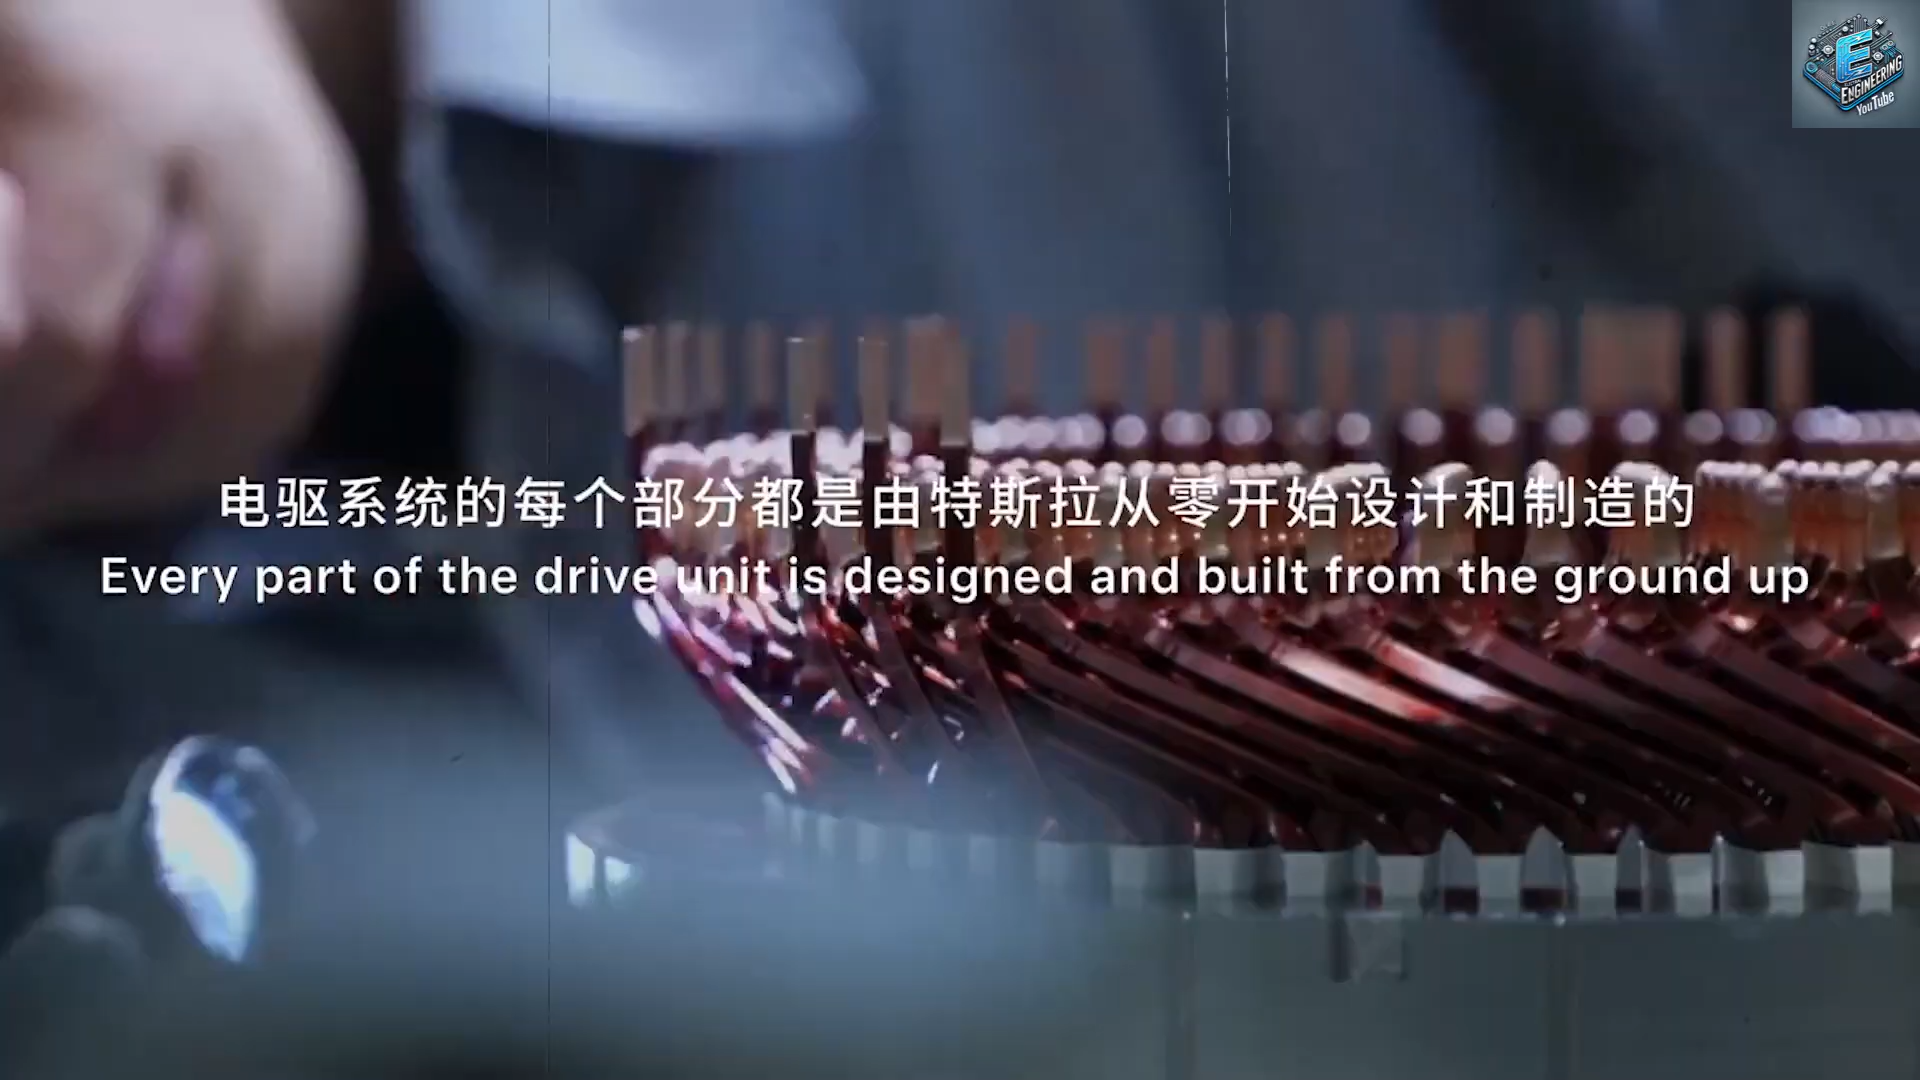 电驱系统的每个部分都是由特斯拉从零开始设计和制造的
Every part of the drive unit is designed and built from the ground up
E
ENGINEERING
YouTube